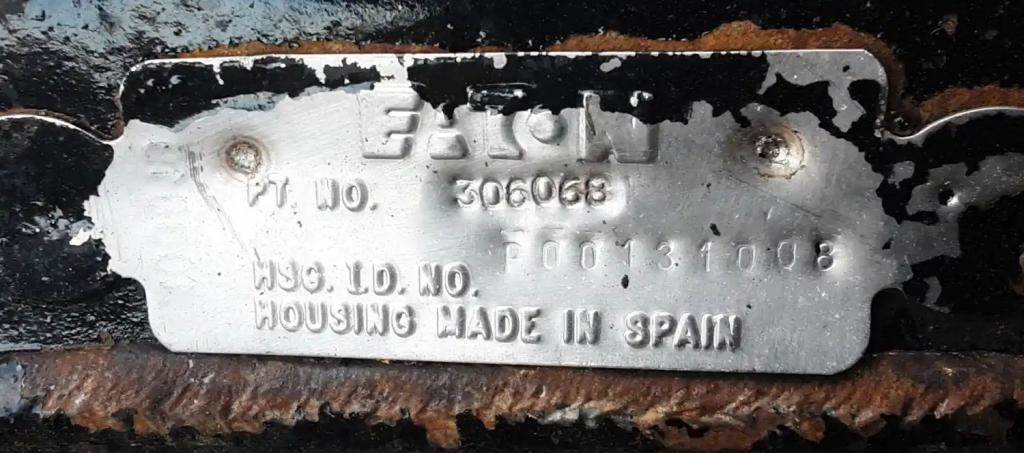 EATON
PT. NO. 306068
HSG. I.D. NO. P00131008
HOUSING MADE IN SPAIN